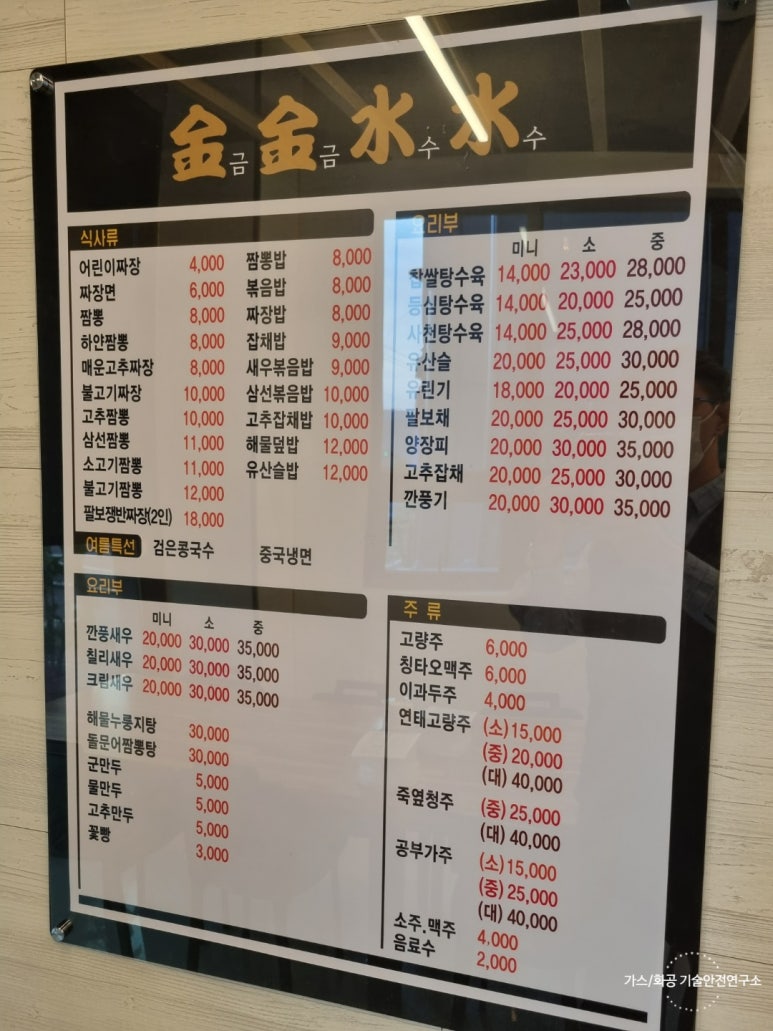 金금金금水수水수
식사류
어린이짜장 4,000
짜장면 6,000
짬뽕 8,000
하얀짬뽕 8,000
매운고추짜장 8,000
불고기짜장 10,000
고추짬뽕 10,000
삼선짬뽕 11,000
소고기짬뽕 11,000
불고기짬뽕 12,000
팔보쟁반짜장(2인) 18,000
짬뽕밥 8,000
볶음밥 8,000
짜장밥 8,000
잡채밥 9,000
새우볶음밥 9,000
삼선볶음밥 10,000
고추잡채밥 10,000
해물덮밥 12,000
유산슬밥 12,000
여름특선 검은콩국수 중국냉면
요리부
미니 소 중
찹쌀탕수육 14,000 23,000 28,000
등심탕수육 14,000 20,000 25,000
사천탕수육 14,000 25,000 28,000
유산슬 20,000 25,000 30,000
유린기 18,000 20,000 25,000
팔보채 20,000 25,000 30,000
양장피 20,000 30,000 35,000
고추잡채 20,000 25,000 30,000
깐풍기 20,000 30,000 35,000
요리부
미니 소 중
깐풍새우 20,000 30,000 35,000
칠리새우 20,000 30,000 35,000
크림새우 20,000 30,000 35,000
해물누룽지탕 30,000
돌문어짬뽕탕 30,000
군만두 5,000
물만두 5,000
고추만두 5,000
꽃빵 3,000
주 류
고량주 6,000
칭타오맥주 6,000
이과두주 4,000
연태고량주 (소)15,000
(중)20,000
(대)40,000
죽엽청주 (중)25,000
(대)40,000
공부가주 (소)15,000
(중)25,000
(대)40,000
소주.맥주 4,000
음료수 2,000
가스/화공 기술안전연구소